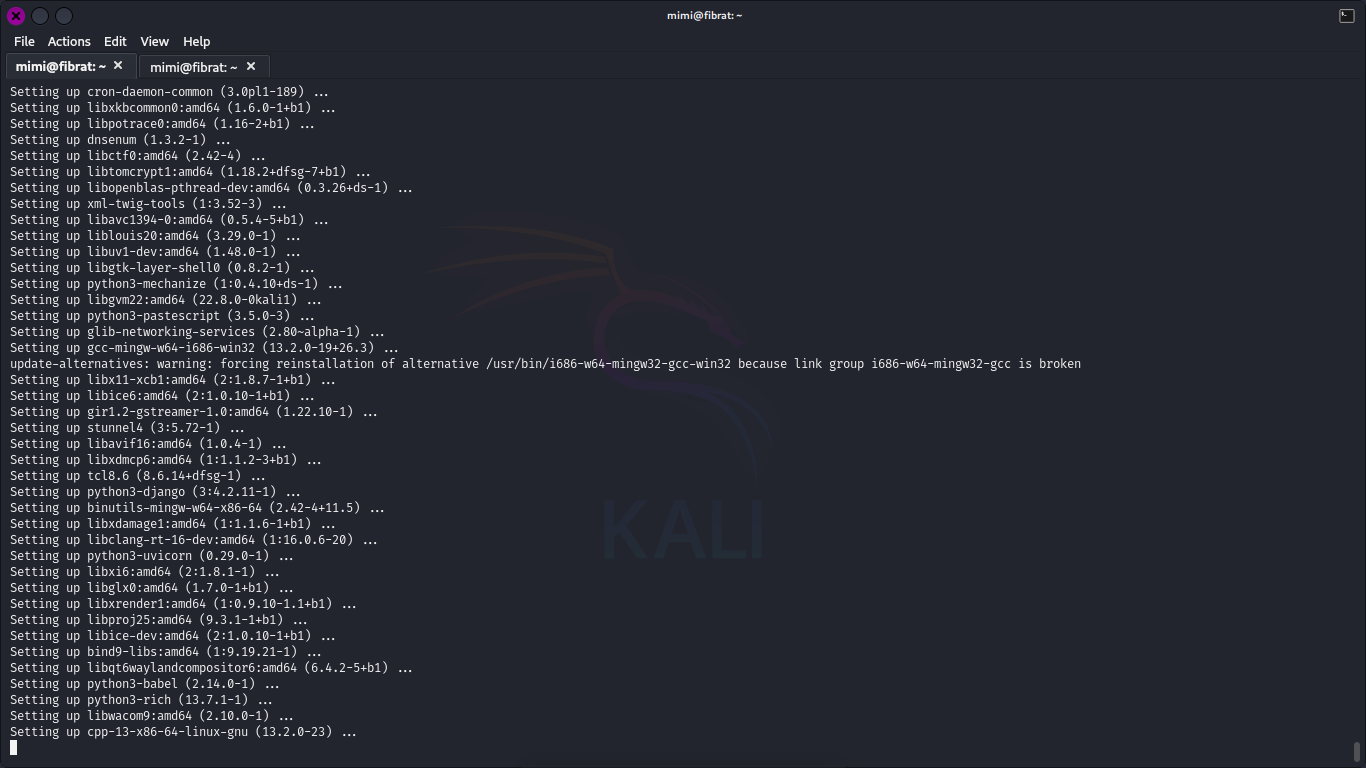 mimi@fibrat: ~
File Actions Edit View Help
mimi@fibrat: ~ × mimi@fibrat: ~ ×
Setting up cron-daemon-common (3.0pl1-189) ...
Setting up libxkbcommon0:amd64 (1.6.0-1+b1) ...
Setting up libpotrace0:amd64 (1.16-2+b1) ...
Setting up dnsenum (1.3.2-1) ...
Setting up libctf0:amd64 (2.42-4) ...
Setting up libtomcrypt1:amd64 (1.18.2+dfsg-7+b1) ...
Setting up libopenblas-pthread-dev:amd64 (0.3.26+ds-1) ...
Setting up xml-twig-tools (1:3.52-3) ...
Setting up libavc1394-0:amd64 (0.5.4-5+b1) ...
Setting up liblouis20:amd64 (3.29.0-1) ...
Setting up libuv1-dev:amd64 (1.48.0-1) ...
Setting up libgtk-layer-shell0 (0.8.2-1) ...
Setting up python3-mechanize (1:0.4.10+ds-1) ...
Setting up libgvm22:amd64 (22.8.0-0kali1) ...
Setting up python3-pastescript (3.5.0-3) ...
Setting up glib-networking-services (2.80~alpha-1) ...
Setting up gcc-mingw-w64-i686-win32 (13.2.0-19+26.3) ...
update-alternatives: warning: forcing reinstallation of alternative /usr/bin/i686-w64-mingw32-gcc-win32 because link group i686-w64-mingw32-gcc is broken
Setting up libx11-xcb1:amd64 (2:1.8.7-1+b1) ...
Setting up libice6:amd64 (2:1.0.10-1+b1) ...
Setting up gir1.2-gstreamer-1.0:amd64 (1.22.10-1) ...
Setting up stunnel4 (3:5.72-1) ...
Setting up libavif16:amd64 (1.0.4-1) ...
Setting up libxdmcp6:amd64 (1:1.1.2-3+b1) ...
Setting up tcl8.6 (8.6.14+dfsg-1) ...
Setting up python3-django (3:4.2.11-1) ...
Setting up binutils-mingw-w64-x86-64 (2.42-4+11.5) ...
Setting up libxdamage1:amd64 (1:1.1.6-1+b1) ...
Setting up libclang-rt-16-dev:amd64 (1:16.0.6-20) ...
Setting up python3-uvicorn (0.29.0-1) ...
Setting up libxi6:amd64 (2:1.8.1-1) ...
Setting up libglx0:amd64 (1.7.0-1+b1) ...
Setting up libxrender1:amd64 (1:0.9.10-1.1+b1) ...
Setting up libproj25:amd64 (9.3.1-1+b1) ...
Setting up libice-dev:amd64 (2:1.0.10-1+b1) ...
Setting up bind9-libs:amd64 (1:9.19.21-1) ...
Setting up libqt6waylandcompositor6:amd64 (6.4.2-5+b1) ...
Setting up python3-babel (2.14.0-1) ...
Setting up python3-rich (13.7.1-1) ...
Setting up libwacom9:amd64 (2.10.0-1) ...
Setting up cpp-13-x86-64-linux-gnu (13.2.0-23) ...
KALI